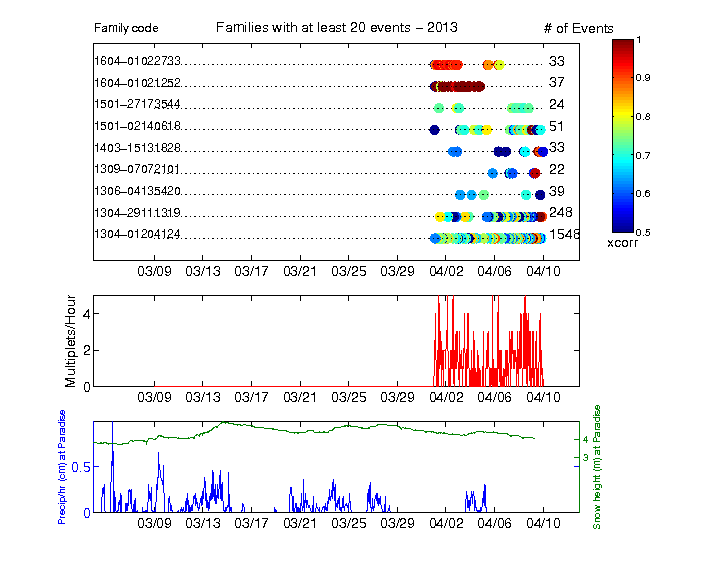 Family code Families with at least 20 events – 2013 # of Events
1604–01022733 33
1604–01021252 37
1501–27173544 24
1501–02140618 51
1403–15131828 33
1309–07072101 22
1306–04135420 39
1304–29111319 248
1304–01204124 1548
03/09 03/13 03/17 03/21 03/25 03/29 04/02 04/06 04/10
1
0.9
0.8
0.7
0.6
0.5
xcorr
Multiplets/Hour
4
2
0
03/09 03/13 03/17 03/21 03/25 03/29 04/02 04/06 04/10
Precip/hr (cm) at Paradise
0.5
0
4
3
Snow height (m) at Paradise
03/09 03/13 03/17 03/21 03/25 03/29 04/02 04/06 04/10